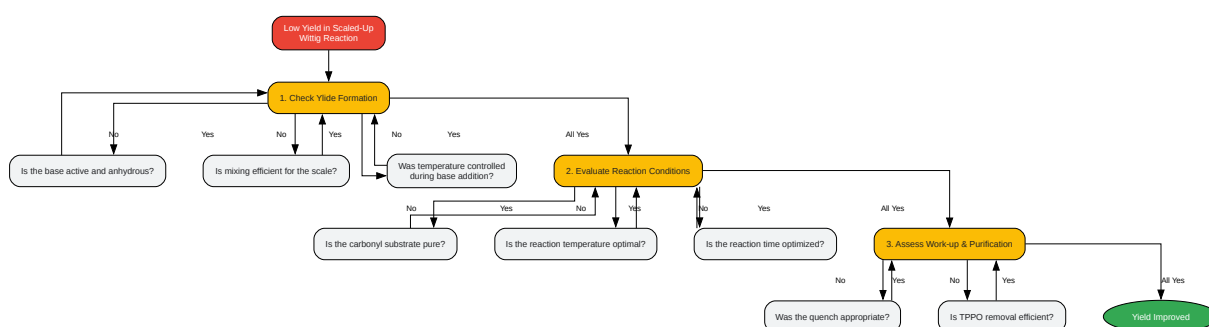 Low Yield in Scaled-Up
Wittig Reaction
1. Check Ylide Formation
No
Yes
No
Yes
No
Yes
All Yes
Is the base active and anhydrous?
Is mixing efficient for the scale?
Was temperature controlled
during base addition?
2. Evaluate Reaction Conditions
No
Yes
No
Yes
No
Yes
All Yes
Is the carbonyl substrate pure?
Is the reaction temperature optimal?
Is the reaction time optimized?
3. Assess Work-up & Purification
No
Yes
No
Yes
All Yes
Was the quench appropriate?
Is TPPO removal efficient?
Yield Improved